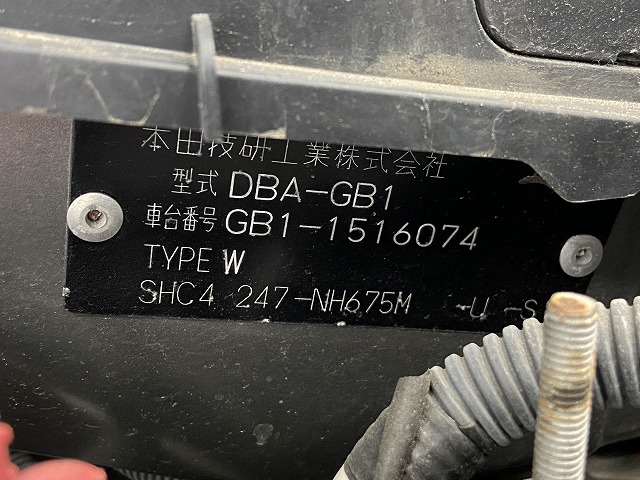 本田技研工業株式会社
型式 DBA-GB1
車台番号 GB1-1516074
TYPE W
SHC4 247-NH675M -U -S